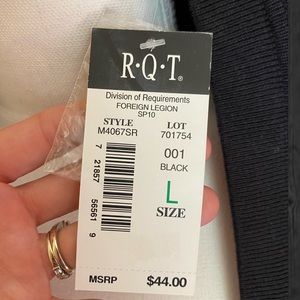 R·Q·T®
Division of Requirements
FOREIGN LEGION
SP10
STYLE LOT
M4067SR 701754
001
BLACK
7 21857 56561 9
L
SIZE
MSRP $44.00